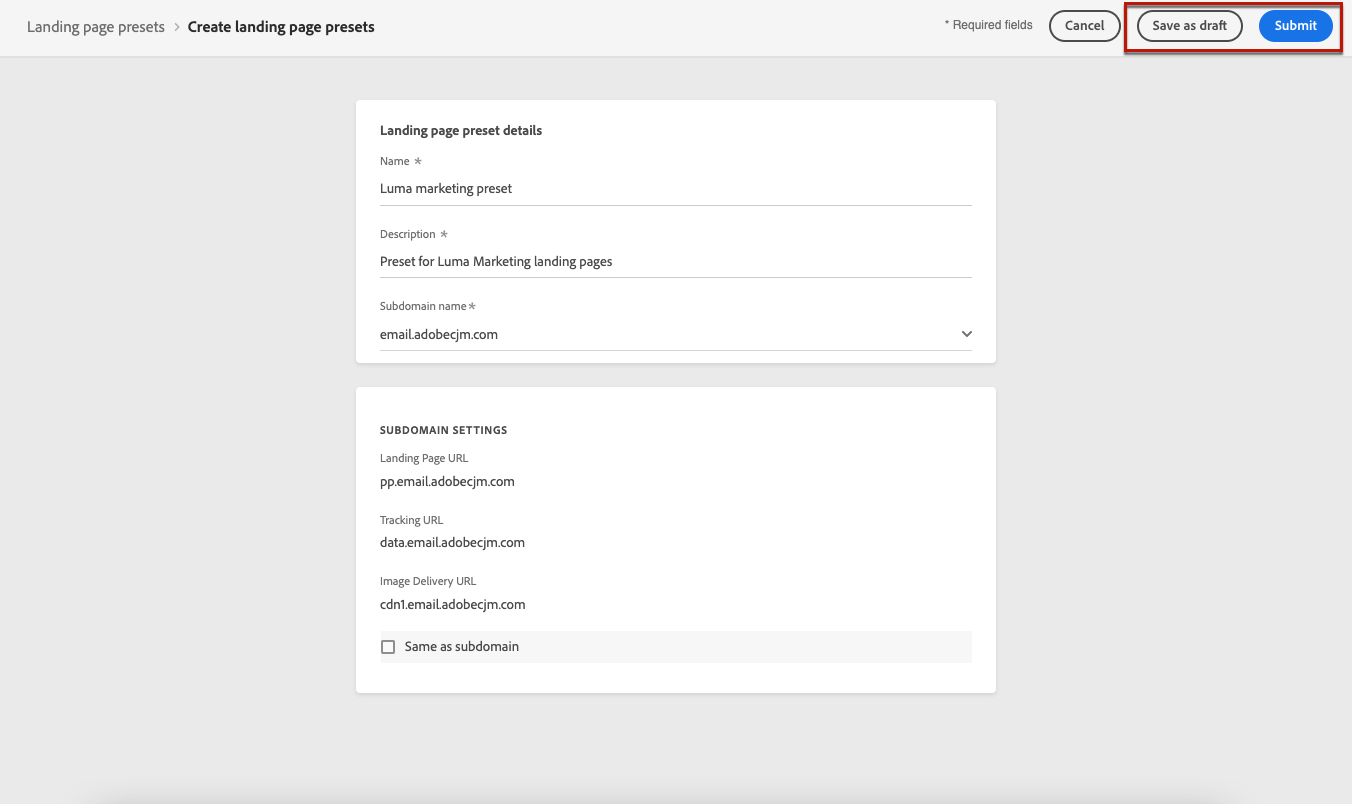 Landing page presets > Create landing page presets
* Required fields
Cancel
Save as draft
Submit
Landing page preset details
Name *
Luma marketing preset
Description *
Preset for Luma Marketing landing pages
Subdomain name *
email.adobecjm.com
SUBDOMAIN SETTINGS
Landing Page URL
pp.email.adobecjm.com
Tracking URL
data.email.adobecjm.com
Image Delivery URL
cdn1.email.adobecjm.com
Same as subdomain